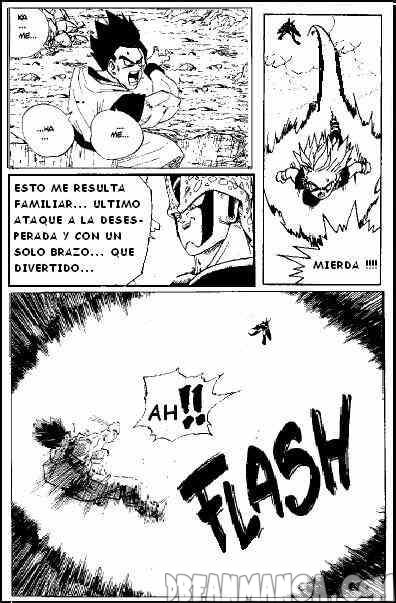 KA
ME...
ME...
...HA
MIERDA !!!!
ESTO ME RESULTA
FAMILIAR... ULTIMO
ATAQUE A LA DESES-
PERADA Y CON UN
SOLO BRAZO... QUE
DIVERTIDO...
AH!!
FLASH
DREANMANGA.COM